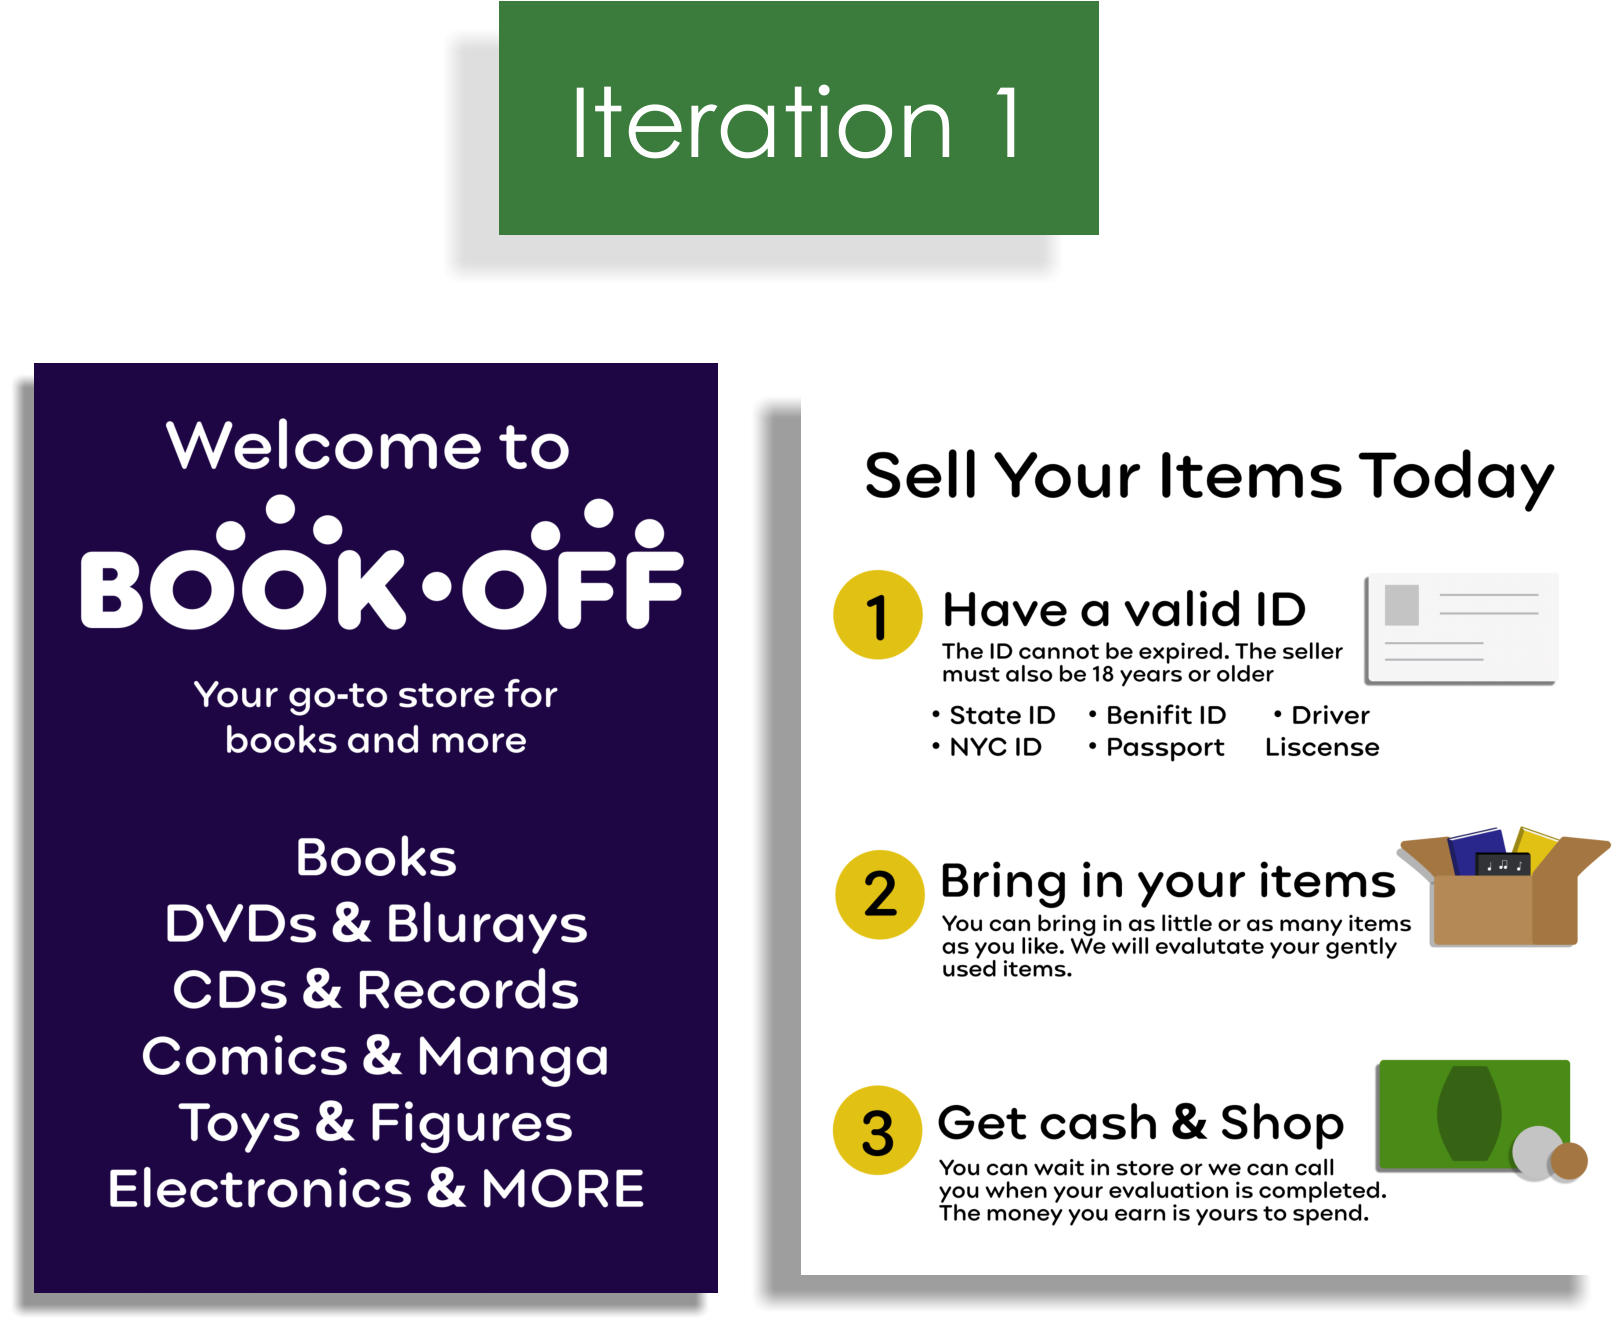 Iteration 1
Welcome to
BOOK•OFF
Your go-to store for
books and more
Books
DVDs & Blurays
CDs & Records
Comics & Manga
Toys & Figures
Electronics & MORE
Sell Your Items Today
1 Have a valid ID
The ID cannot be expired. The seller
must also be 18 years or older
• State ID • Benifit ID • Driver
• NYC ID • Passport Liscense
2 Bring in your items
You can bring in as little or as many items
as you like. We will evalutate your gently
used items.
3 Get cash & Shop
You can wait in store or we can call
you when your evaluation is completed.
The money you earn is yours to spend.